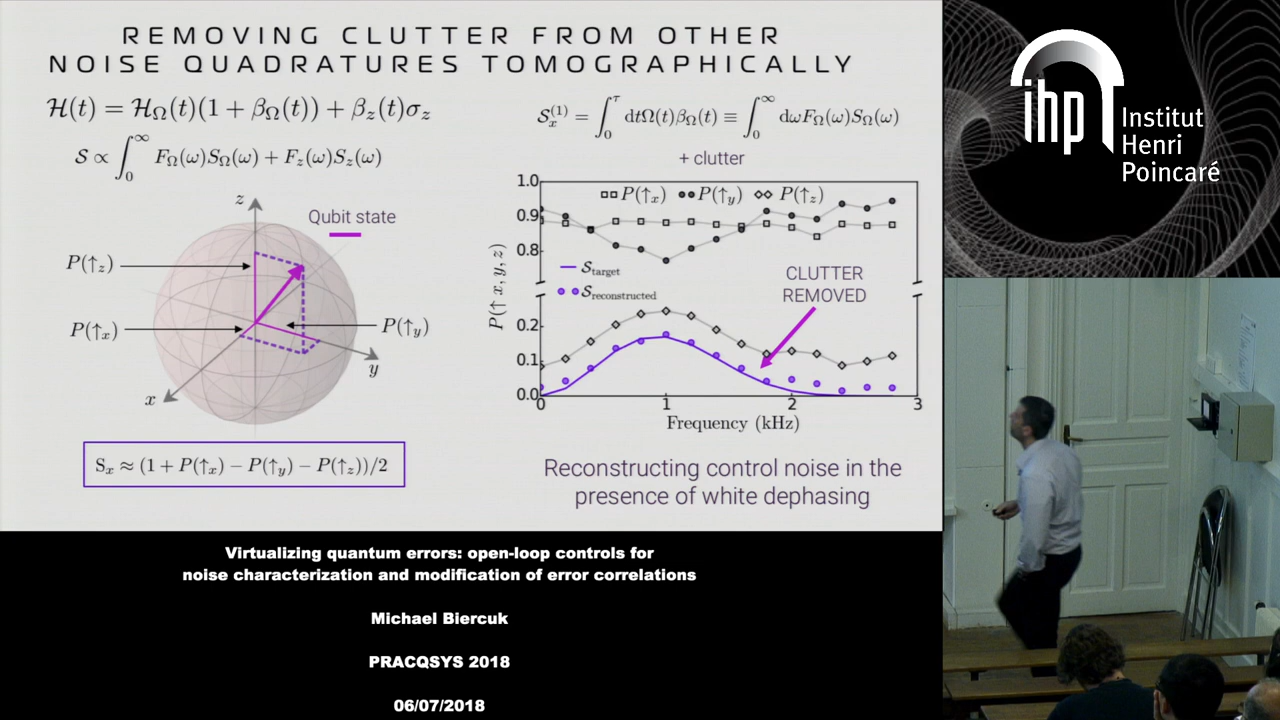 REMOVING CLUTTER FROM OTHER
NOISE QUADRATURES TOMOGRAPHICALLY
ℋ(t) = ℋ_Ω(t)(1 + β_Ω(t)) + β_z(t)σ_z
𝒮 ∝ ∫_0^∞ F_Ω(ω)S_Ω(ω) + F_z(ω)S_z(ω)
z
Qubit state
P(↑_z)
P(↑_x)
P(↑_y)
y
x
S_x ≈ (1 + P(↑_x) − P(↑_y) − P(↑_z))/2
𝒮_x^(1) = ∫_0^τ dtΩ(t)β_Ω(t) ≡ ∫_0^∞ dωF_Ω(ω)S_Ω(ω)
+ clutter
P(↑_x) P(↑_y) P(↑_z)
1.0
0.9
0.8
0.2
0.1
0.0
P(↑ x, y, z)
𝒮_target
𝒮_reconstructed
CLUTTER
REMOVED
0 1 2 3
Frequency (kHz)
Reconstructing control noise in the
presence of white dephasing
Virtualizing quantum errors: open-loop controls for
noise characterization and modification of error correlations
Michael Biercuk
PRACQSYS 2018
06/07/2018
ihp
Institut
Henri
Poincaré